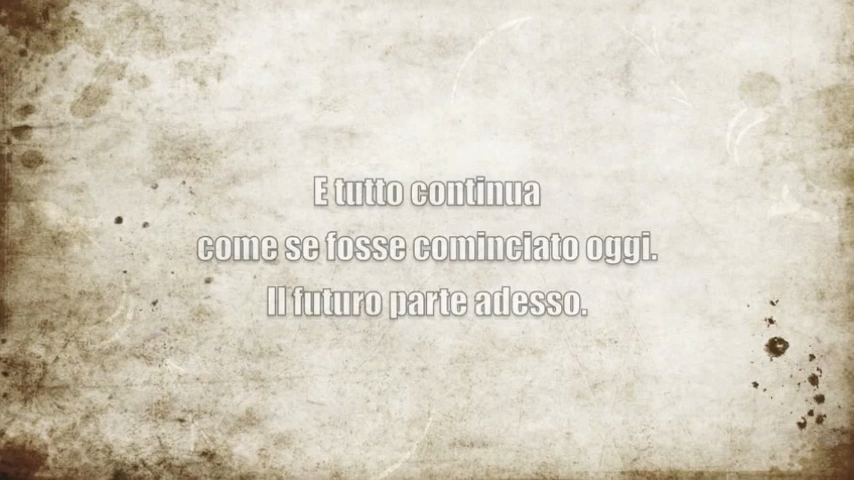 E tutto continua
come se fosse cominciato oggi.
Il futuro parte adesso.